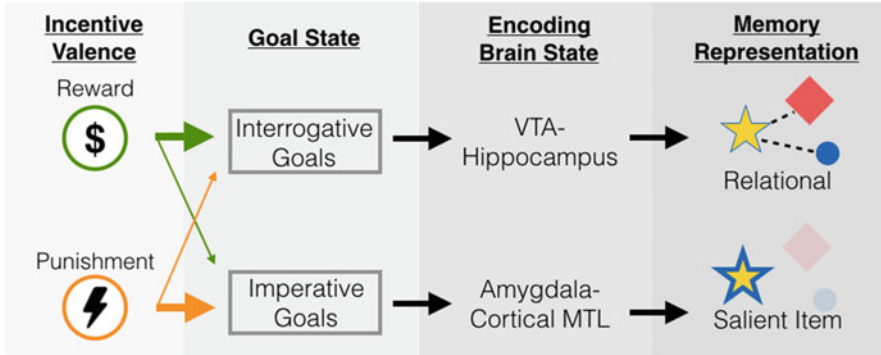 Incentive
Valence
Goal State
Encoding
Brain State
Memory
Representation
Reward
$
Interrogative
Goals
VTA-
Hippocampus
Relational
Punishment
Imperative
Goals
Amygdala-
Cortical MTL
Salient Item